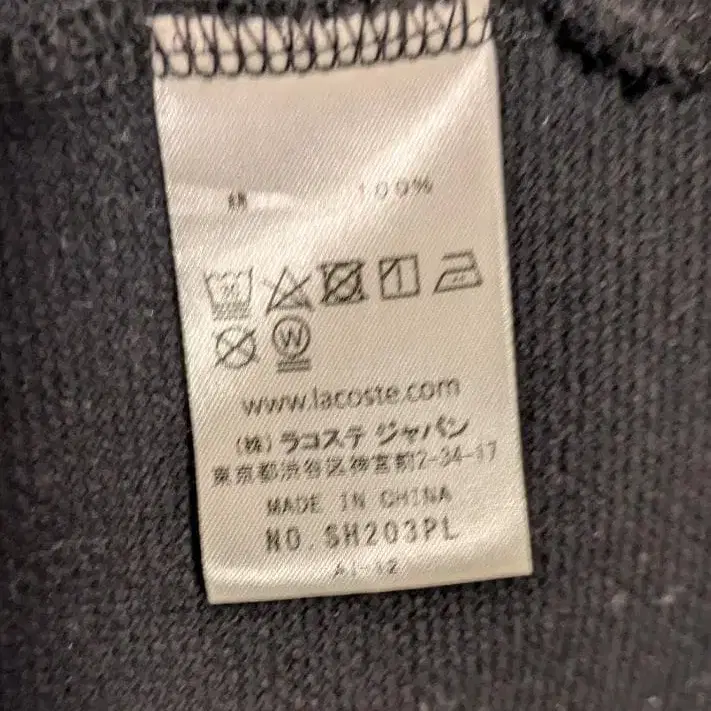 綿 100%
www.lacoste.com
(株) ラコステ ジャパン
東京都渋谷区神宮前2-34-17
MADE IN CHINA
NO. SH203PL